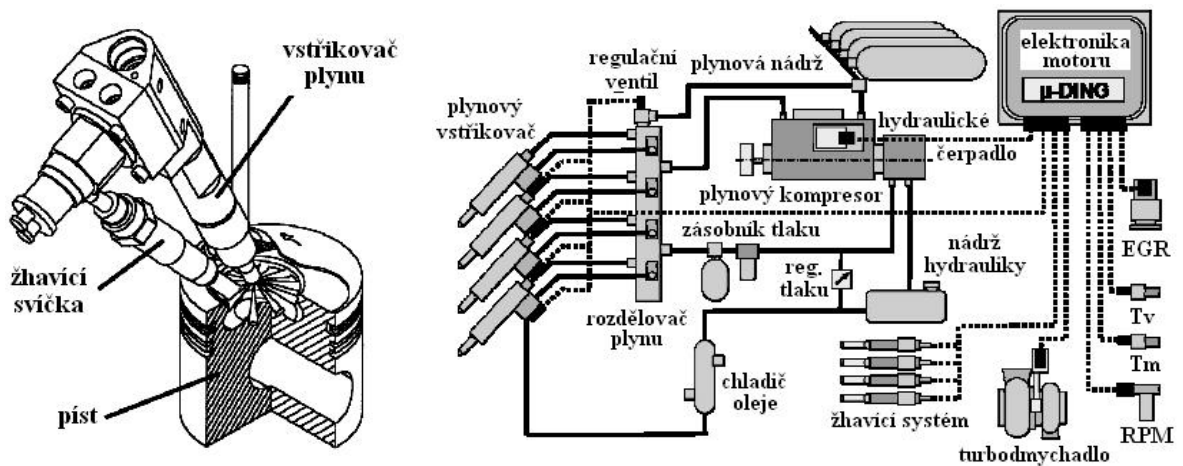 vstřikovač
plynu
žhavící
svíčka
píst
regulační
ventil
plynový
vstřikovač
plynová nádrž
elektronika
motoru
µ-DING
hydraulické
čerpadlo
plynový kompresor
zásobník tlaku
reg.
tlaku
nádrž
hydrauliky
rozdělovač
plynu
chladič
oleje
žhavící systém
turbodmychadlo
EGR
Tv
Tm
RPM